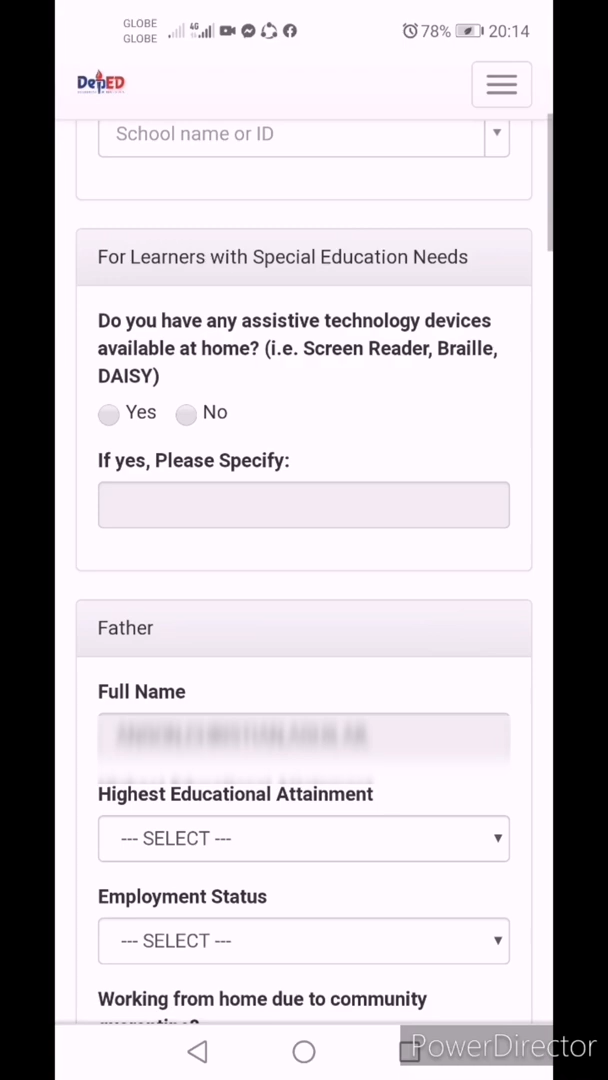 GLOBE
GLOBE
4G
78%
20:14
DepED
School name or ID
For Learners with Special Education Needs
Do you have any assistive technology devices
available at home? (i.e. Screen Reader, Braille,
DAISY)
Yes
No
If yes, Please Specify:
Father
Full Name
Highest Educational Attainment
--- SELECT ---
Employment Status
--- SELECT ---
Working from home due to community
PowerDirector